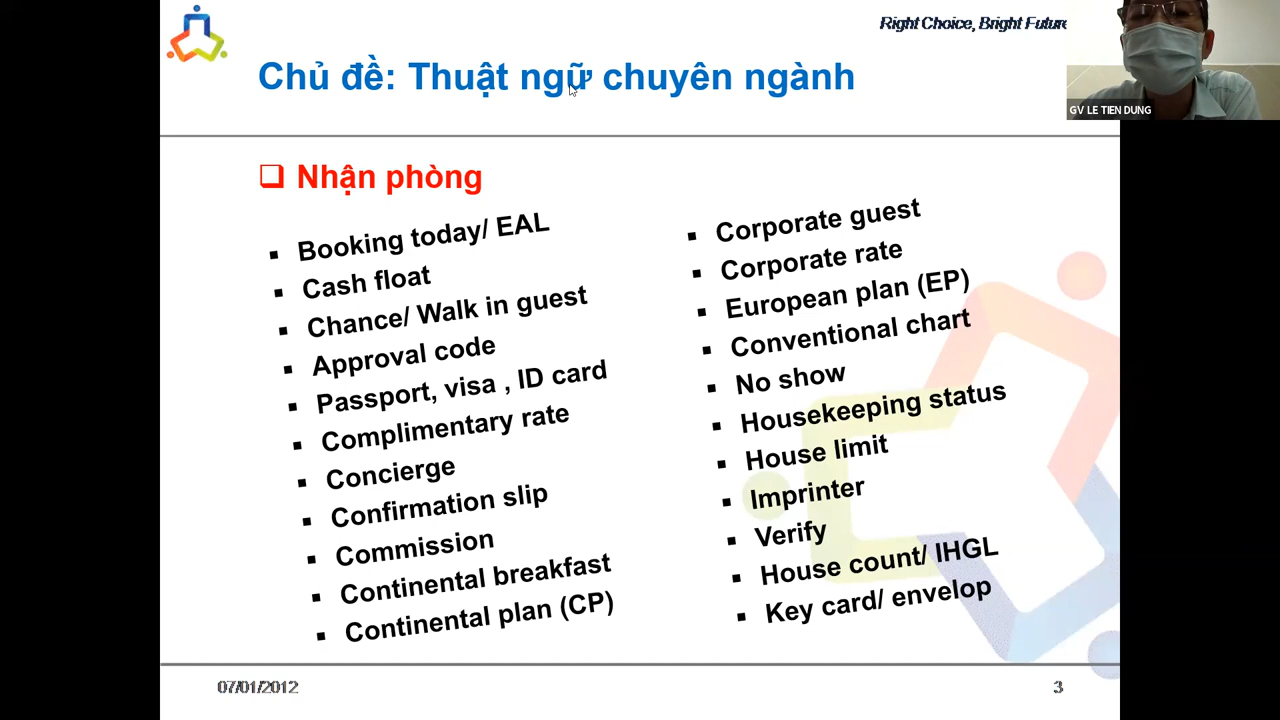 Right Choice, Bright Future
GV LE TIEN DUNG
Chủ đề: Thuật ngữ chuyên ngành
❑ Nhận phòng
▪ Booking today/ EAL
▪ Cash float
▪ Chance/ Walk in guest
▪ Approval code
▪ Passport, visa , ID card
▪ Complimentary rate
▪ Concierge
▪ Confirmation slip
▪ Commission
▪ Continental breakfast
▪ Continental plan (CP)
▪ Corporate guest
▪ Corporate rate
▪ European plan (EP)
▪ Conventional chart
▪ No show
▪ Housekeeping status
▪ House limit
▪ Imprinter
▪ Verify
▪ House count/ IHGL
▪ Key card/ envelop
07/01/2012
3